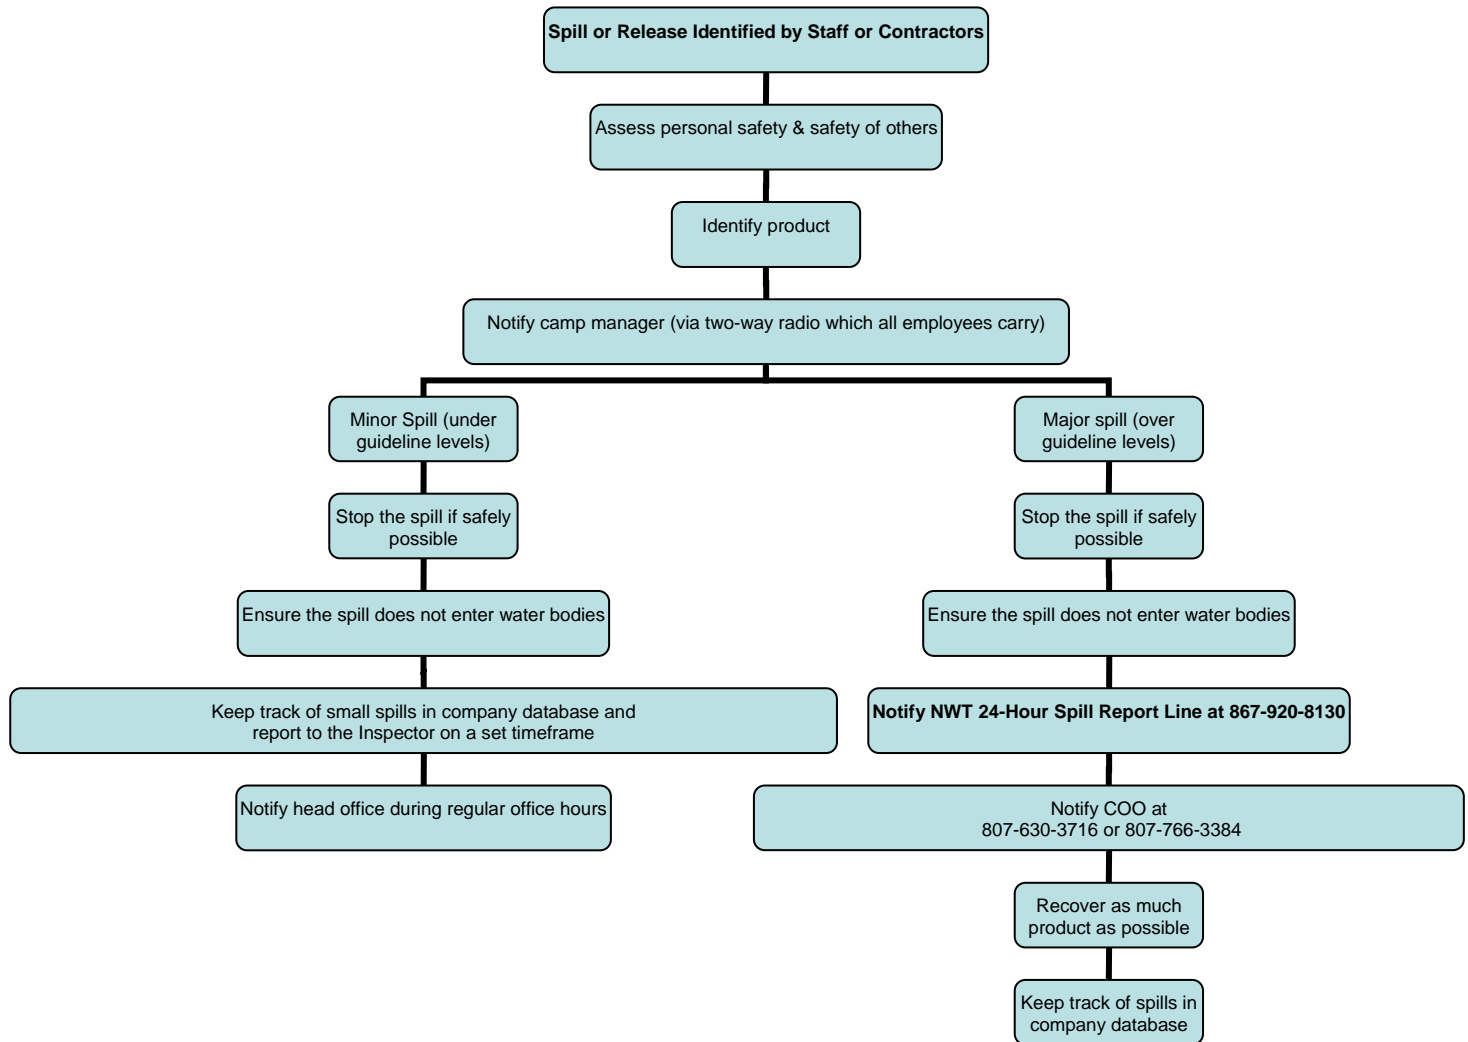 Spill or Release Identified by Staff or Contractors
Assess personal safety & safety of others
Identify product
Notify camp manager (via two-way radio which all employees carry)
Minor Spill (under
guideline levels)
Stop the spill if safely
possible
Ensure the spill does not enter water bodies
Keep track of small spills in company database and
report to the Inspector on a set timeframe
Notify head office during regular office hours
Major spill (over
guideline levels)
Stop the spill if safely
possible
Ensure the spill does not enter water bodies
Notify NWT 24-Hour Spill Report Line at 867-920-8130
Notify COO at
807-630-3716 or 807-766-3384
Recover as much
product as possible
Keep track of spills in
company database